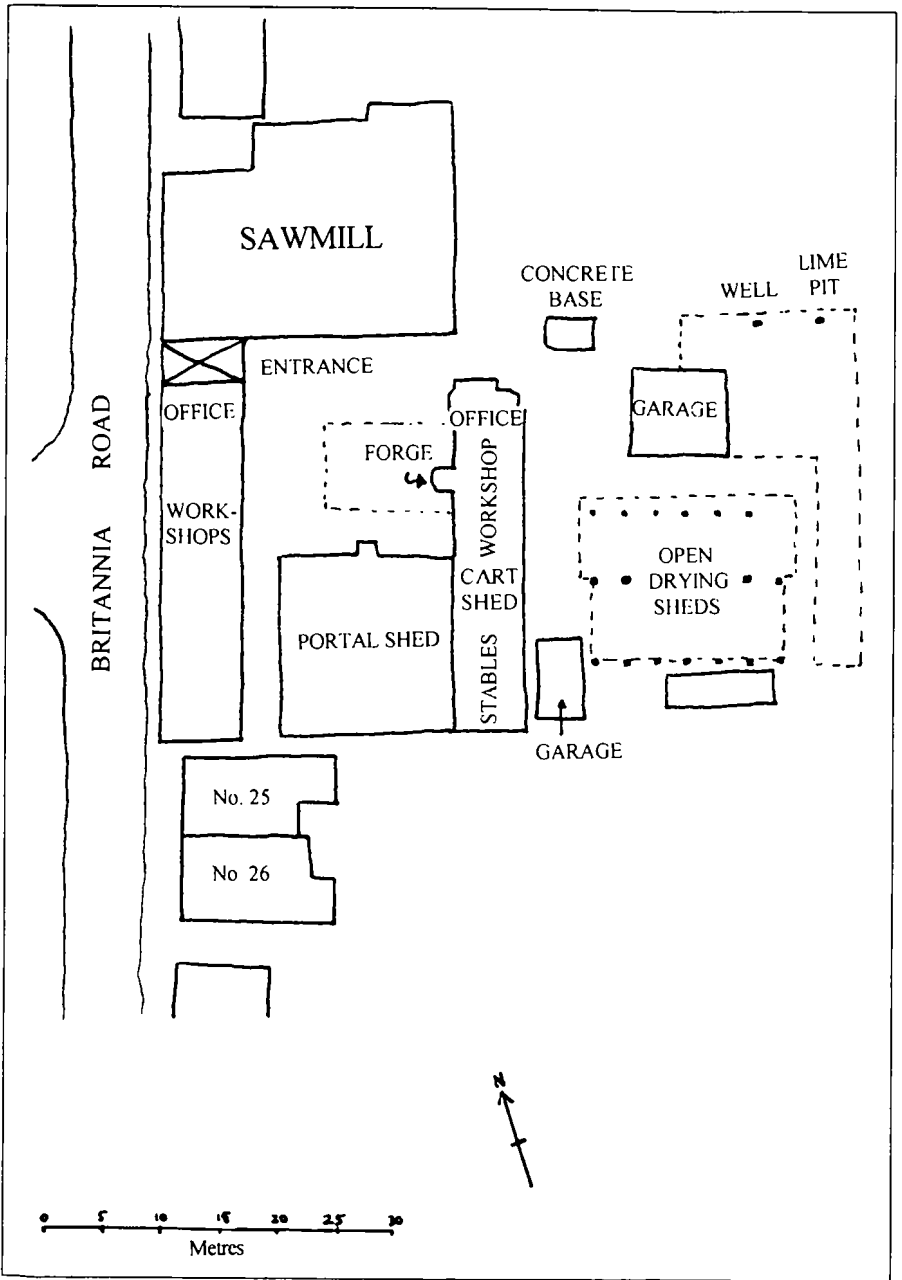 SAWMILL
CONCRETE
BASE
WELL
LIME
PIT
ENTRANCE
OFFICE
OFFICE
GARAGE
FORGE
WORKSHOP
WORK-
SHOPS
BRITANNIA ROAD
OPEN
DRYING
SHEDS
CART
SHED
PORTAL SHED
STABLES
GARAGE
No. 25
No 26
N
0 5 10 15 20 25 30
Metres